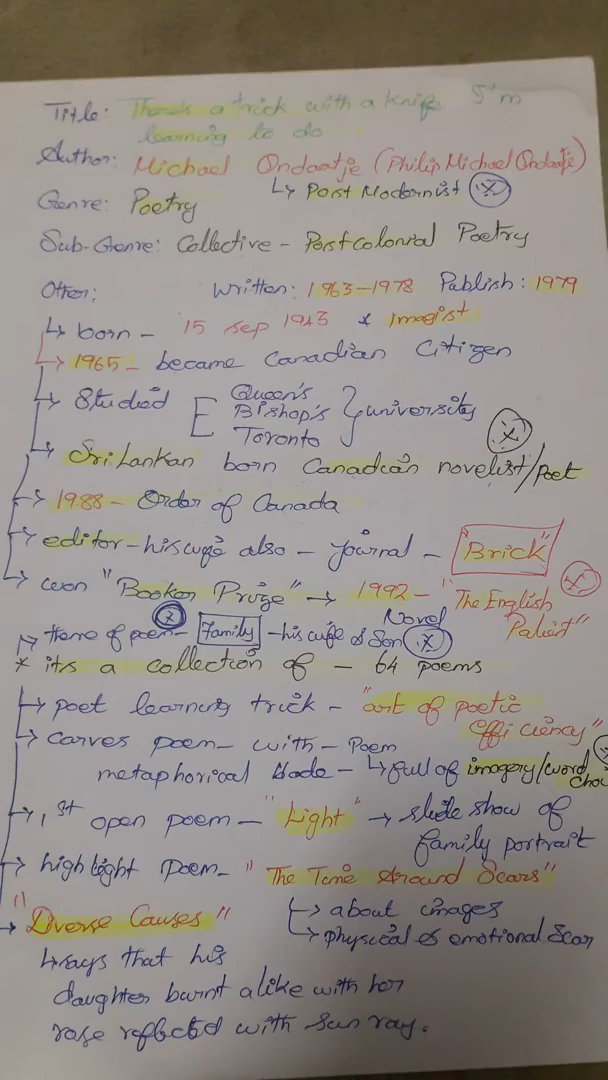 Title: There's a trick with a knife I'm
learning to do
Author: Michael Ondaatje (Philip Michael Ondaatje)
↳ Post Modernist (x)
Genre: Poetry
Sub-Genre: Collective - Postcolonial Poetry
Other: Written: 1963-1978 Publish: 1979
↳ born - 15 Sep 1943 * Imagist
→ 1965 - became Canadian Citizen
↳ Studied [ Queen's
Bishop's } university
Toronto
↳ Sri Lankan born Canadian novelist/poet (x)
→ 1988 - Order of Canada
→ editor - his wife also - journal - "Brick"
↳ won "Booker Prize" → 1992 - "The English
Patient" (x)
Novel
→ theme of poem - (x) Family - his wife & Son (x)
* its a collection of - 64 poems
→ poet learning trick - "art of poetic
efficiency"
→ carves poem - with - Poem
metaphorical blade - ↳ full of imagery/word
→ 1st open poem - "Light" → slide show of
family portrait
→ highlight poem - "The Time Around Scars"
→ about images
→ physical & emotional Scar
→ "Diverse Causes"
↳ says that his
daughter burnt alike with her
rose reflected with sun ray.